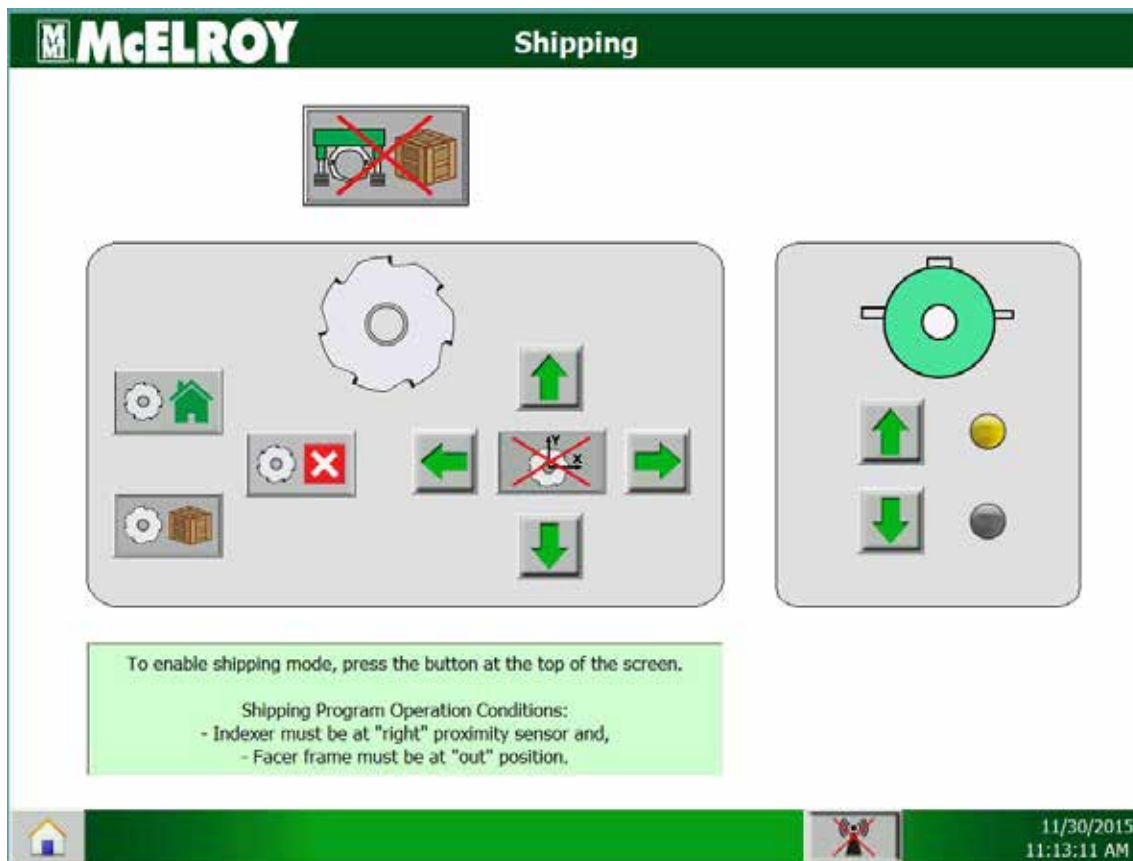 McELROY
Shipping
Y
X
To enable shipping mode, press the button at the top of the screen.
Shipping Program Operation Conditions:
- Indexer must be at "right" proximity sensor and,
- Facer frame must be at "out" position.
11/30/2015
11:13:11 AM